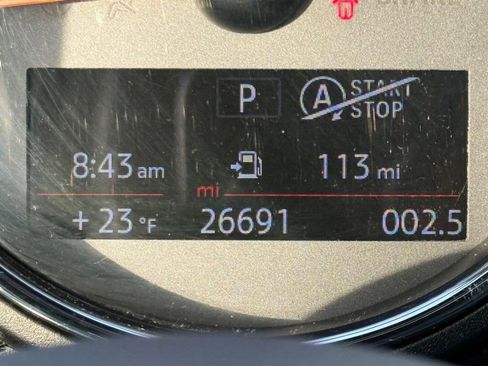 P
A START
STOP
8:43 am 113 mi
mi
+ 23 °F 26691 002.5